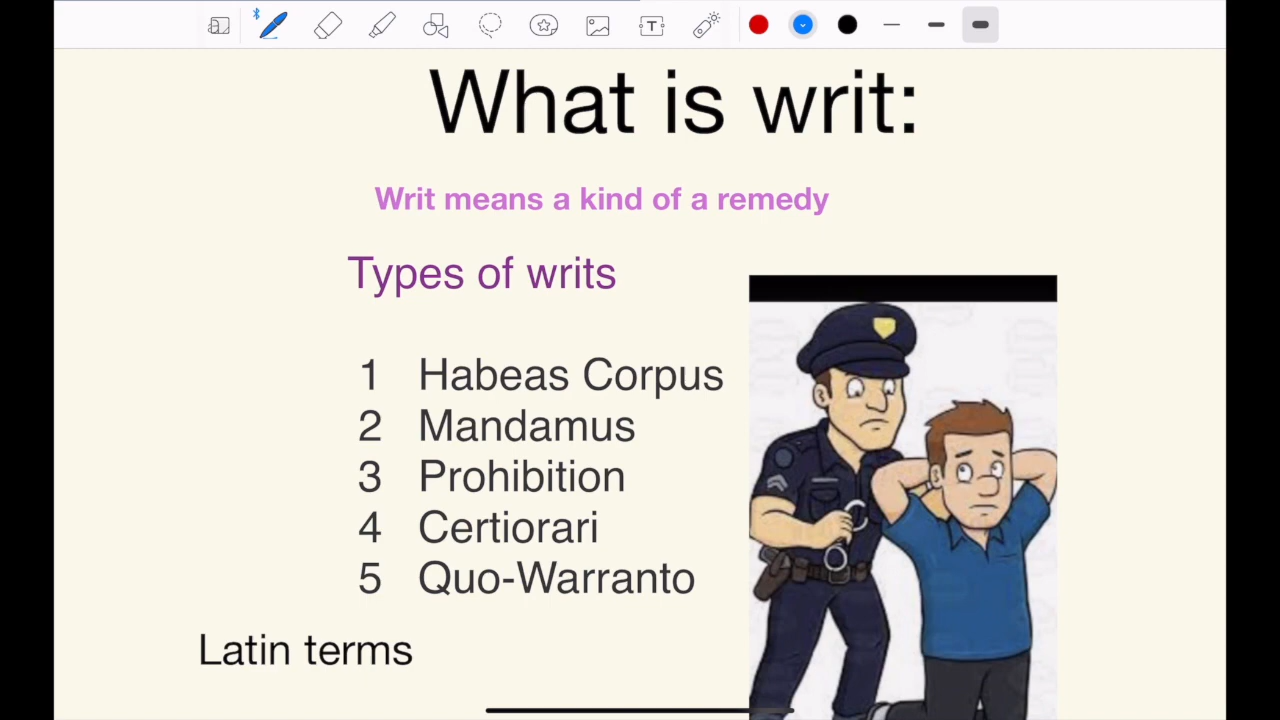 What is writ:
Writ means a kind of a remedy
Types of writs
1 Habeas Corpus
2 Mandamus
3 Prohibition
4 Certiorari
5 Quo-Warranto
Latin terms